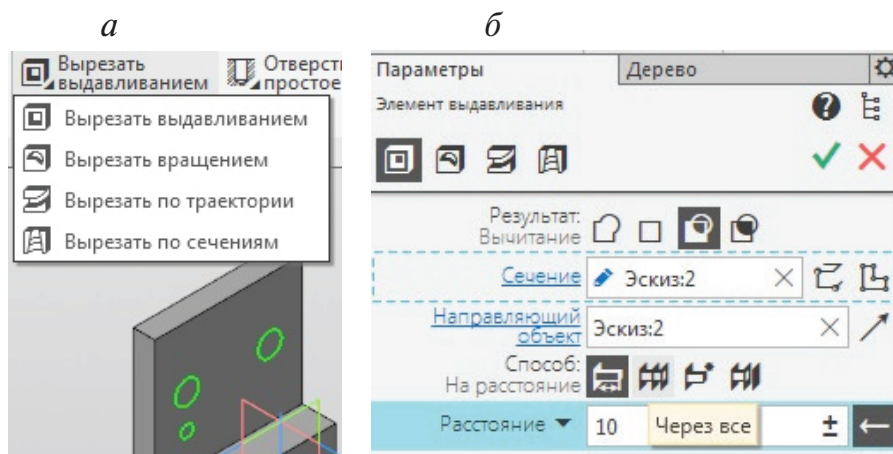 а
б
Вырезать
выдавливанием
простое
Вырезать выдавливанием
Вырезать вращением
Вырезать по траектории
Вырезать по сечениям
Параметры
Дерево
Элемент выдавливания
?
Результат:
Вычитание
Сечение
Эскиз:2
Направляющий
объект
Эскиз:2
Способ:
На расстояние
Расстояние
10
Через все
±